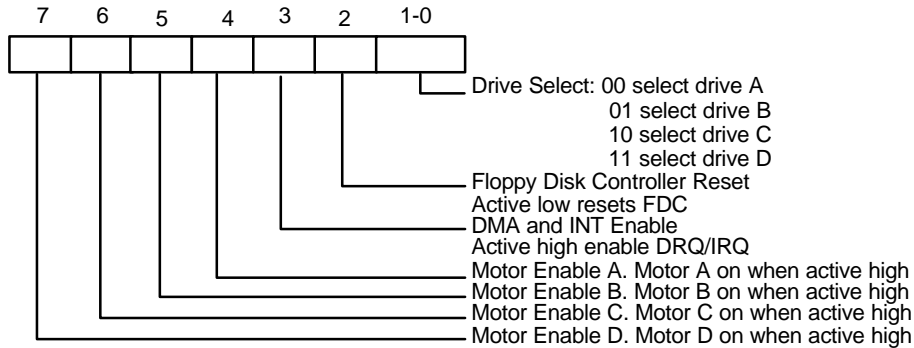 7 6 5 4 3 2 1-0
Drive Select: 00 select drive A
01 select drive B
10 select drive C
11 select drive D
Floppy Disk Controller Reset
Active low resets FDC
DMA and INT Enable
Active high enable DRQ/IRQ
Motor Enable A. Motor A on when active high
Motor Enable B. Motor B on when active high
Motor Enable C. Motor C on when active high
Motor Enable D. Motor D on when active high